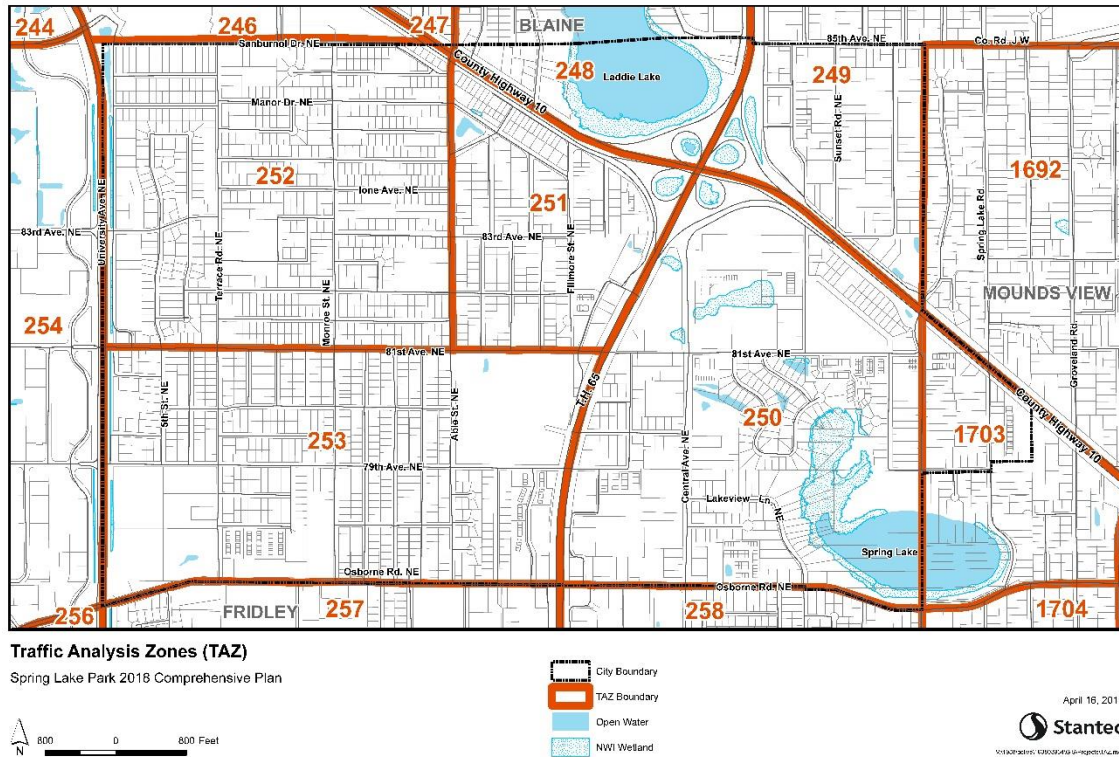 244
246
247
BLAINE
Sanburnol Dr. NE
85th Ave. NE
Co. Rd. J W
248
249
Laddie Lake
County Highway 10
Manor Dr. NE
Sunset Rd. NE
252
1692
Ione Ave. NE
251
Spring Lake Rd.
University Ave. NE
83rd Ave. NE
83rd Ave. NE
Terrace Rd. NE
Fillmore St. NE
Monroe St. NE
MOUNDS VIEW
254
Groveland Rd.
81st Ave. NE
81st Ave. NE
T.H. 65
5th St. NE
Able St. NE
250
County Highway 10
253
1703
79th Ave. NE
Central Ave. NE
Lakeview Ln. NE
Spring Lake
Osborne Rd. NE
Osborne Rd. NE
256
FRIDLEY
257
258
1704
Traffic Analysis Zones (TAZ)
Spring Lake Park 2018 Comprehensive Plan
City Boundary
TAZ Boundary
Open Water
NWI Wetland
N
800 0 800 Feet
April 16, 201
Stantec